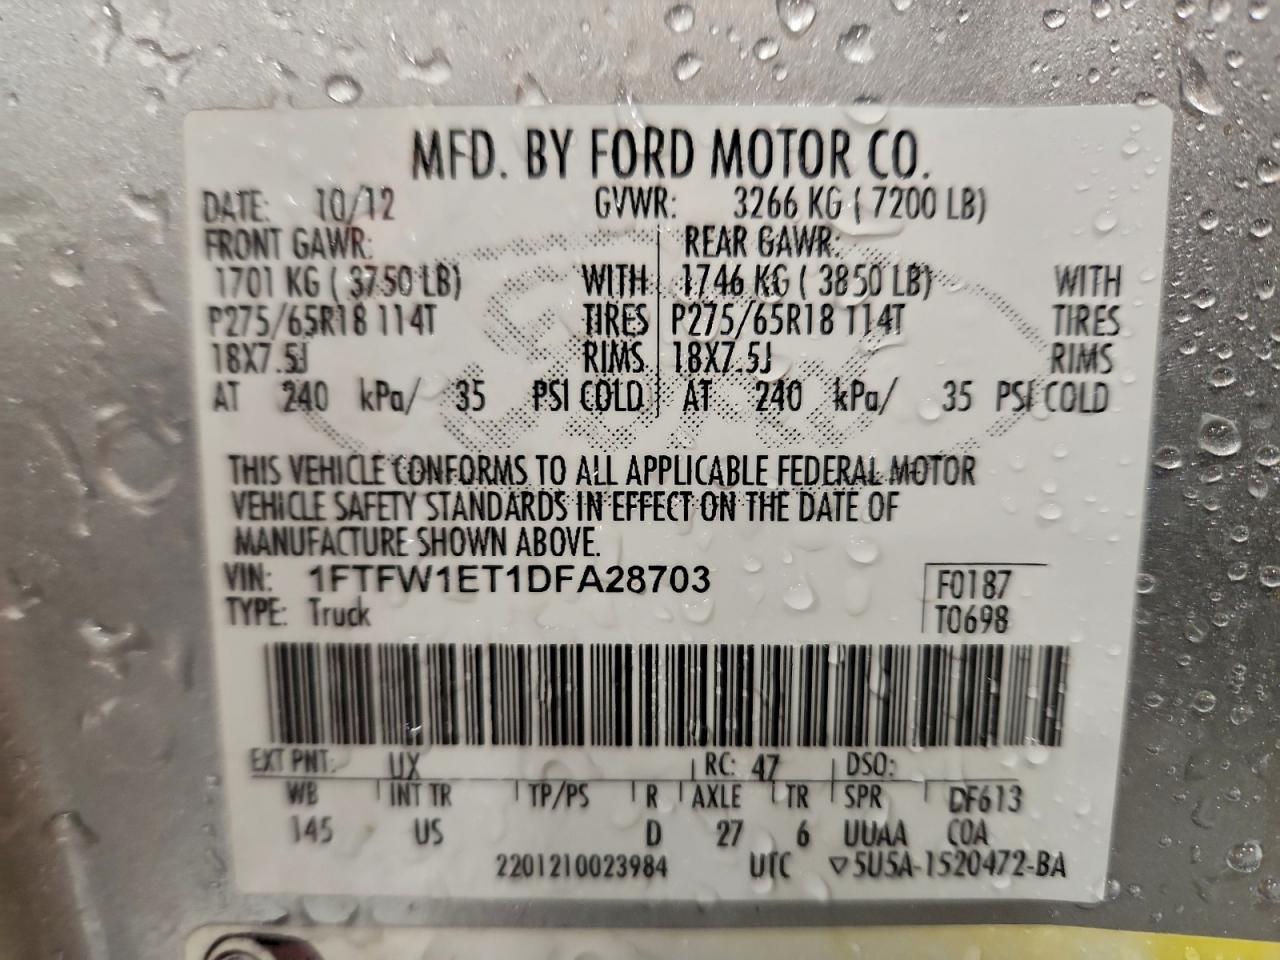 MFD. BY FORD MOTOR CO.
DATE: 10/12 GVWR: 3266 KG ( 7200 LB)
FRONT GAWR: REAR GAWR:
1701 KG ( 3750 LB) WITH 1746 KG ( 3850 LB) WITH
P275/65R18 114T TIRES P275/65R18 114T TIRES
18X7.5J RIMS 18X7.5J RIMS
AT 240 kPa/ 35 PSI COLD AT 240 kPa/ 35 PSI COLD
THIS VEHICLE CONFORMS TO ALL APPLICABLE FEDERAL MOTOR
VEHICLE SAFETY STANDARDS IN EFFECT ON THE DATE OF
MANUFACTURE SHOWN ABOVE.
VIN: 1FTFW1ET1DFA28703 F0187
TYPE: Truck T0698
EXT PNT: UX RC: 47 DSO:
WB INT TR TP/PS R AXLE TR SPR DF613
145 US D 27 6 UUAA COA
2201210023984 UTC ▽5U5A-1520472-BA